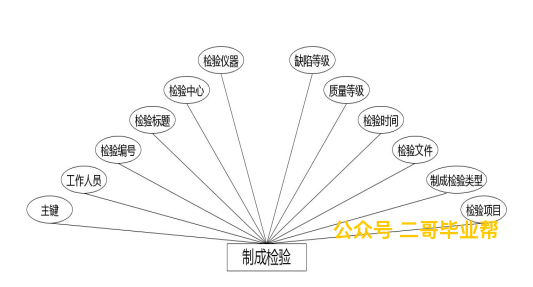 检验仪器 缺陷等级
检验中心 质量等级
检验标题 检验时间
检验编号 检验文件
工作人员 制成检验类型
主键 检验项目
公众号 二哥毕业帮
制成检验